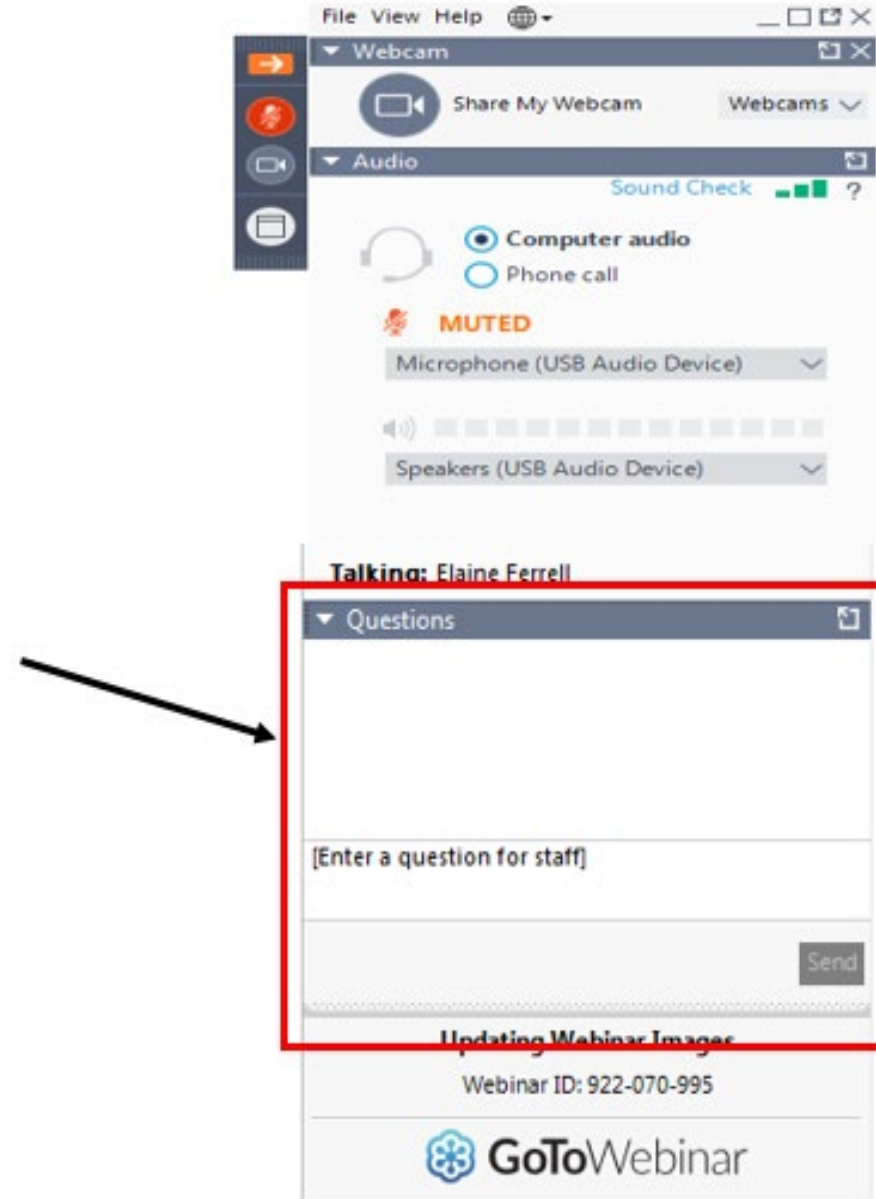 File View Help
Webcam
Share My Webcam Webcams
Audio
Sound Check ?
Computer audio
Phone call
MUTED
Microphone (USB Audio Device)
Speakers (USB Audio Device)
Talking: Elaine Ferrell
Questions
[Enter a question for staff]
Send
Updating Webinar Images
Webinar ID: 922-070-995
GoToWebinar